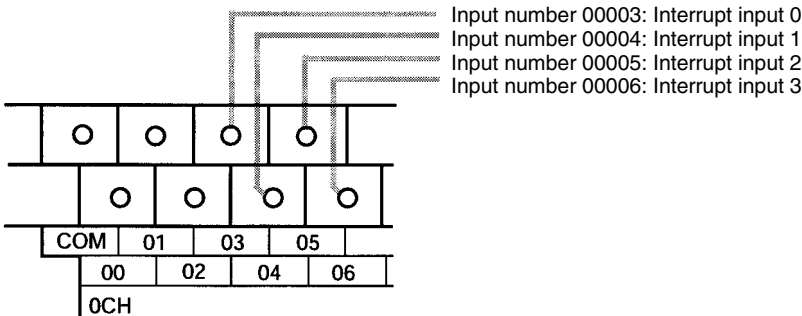 Input number 00003: Interrupt input 0
Input number 00004: Interrupt input 1
Input number 00005: Interrupt input 2
Input number 00006: Interrupt input 3
COM 01 03 05
00 02 04 06
0CH